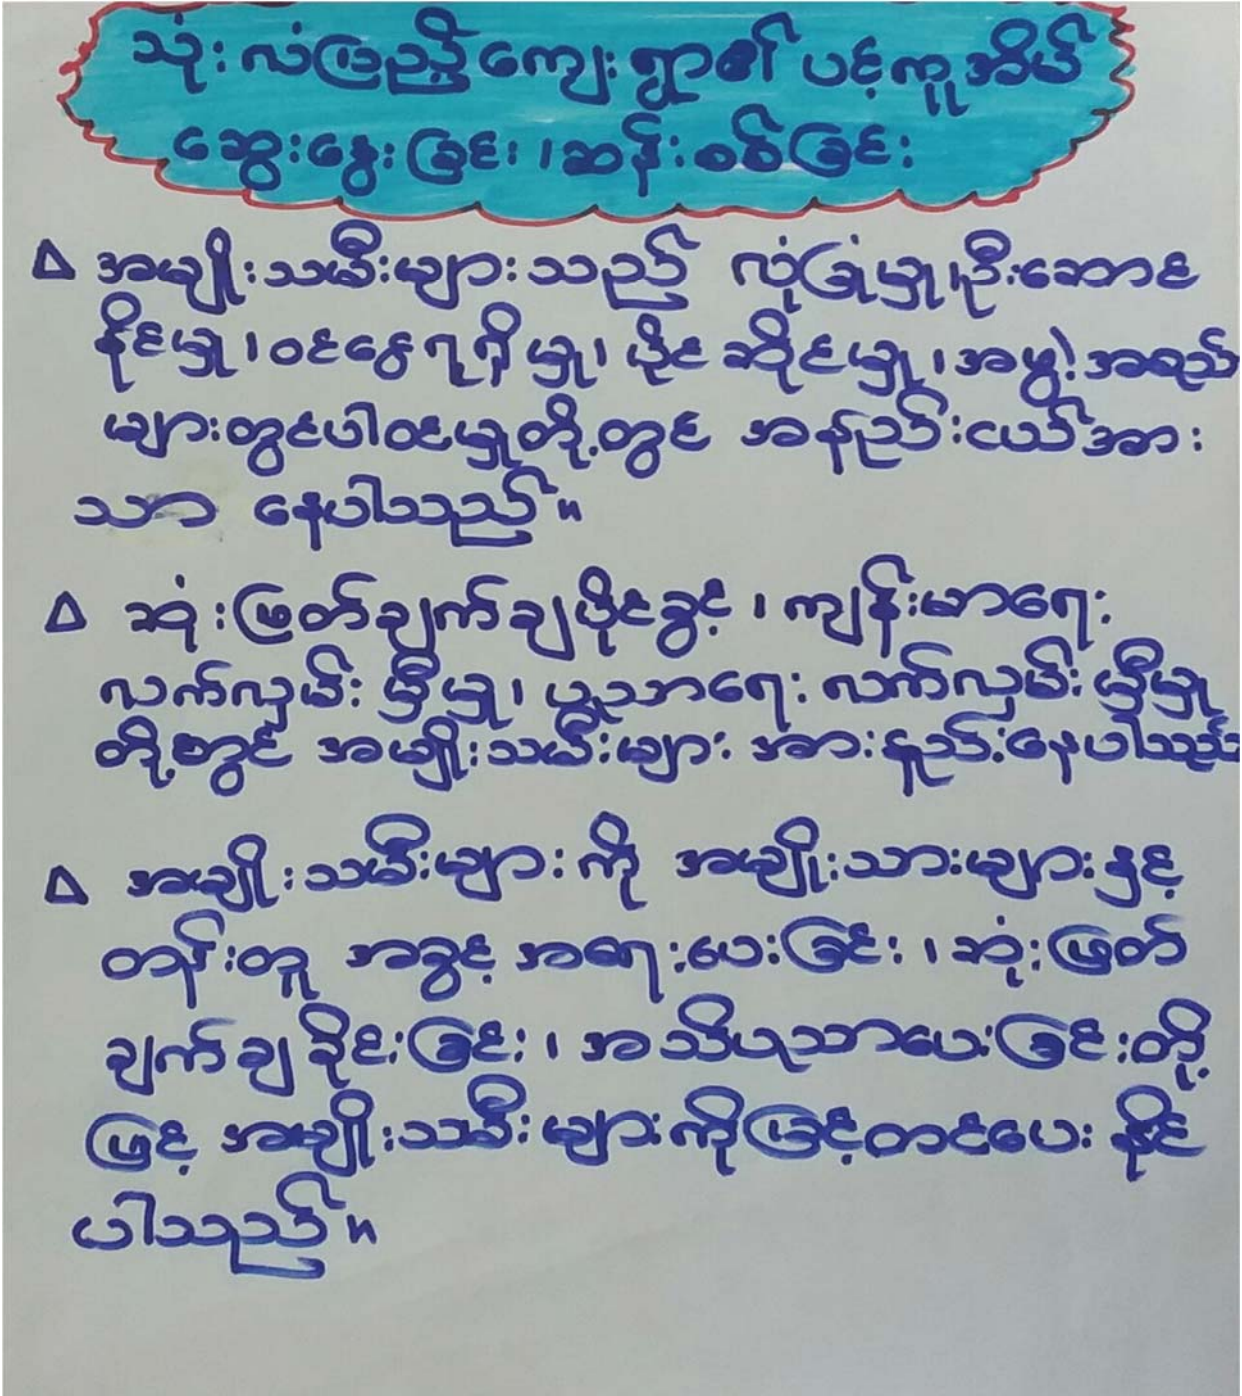 သုံးလံပြည့်ကျေးရွာ၏ ပင့်ကူအိမ်
ဆွေးနွေးခြင်း၊ဆန်းစစ်ခြင်း
Δ အမျိုးသမီးများသည် လုံခြုံမှု၊ဦးဆောင်
နိုင်မှု၊ဝင်ငွေရရှိမှု၊ ပိုင်ဆိုင်မှု၊အဖွဲ့အစည်း
များတွင်ပါဝင်မှုတို့တွင် အနည်းငယ်အား
သာ နေပါသည်။
Δ ဆုံးဖြတ်ချက်ချပိုင်ခွင့်၊ကျန်းမာရေး
လက်လှမ်းမှီမှု၊ ပညာရေး လက်လှမ်းမှီမှု
တို့တွင် အမျိုးသမီးများ အားနည်းနေပါသည်
Δ အမျိုးသမီးများကို အမျိုးသားများနှင့်
တန်းတူ အခွင့်အရေးပေးခြင်း၊ဆုံးဖြတ်
ချက်ချခိုင်းခြင်း၊အသိပညာပေးခြင်းတို့
ဖြင့် အမျိုးသမီးများကိုမြှင့်တင်ပေးနိုင်
ပါသည်။